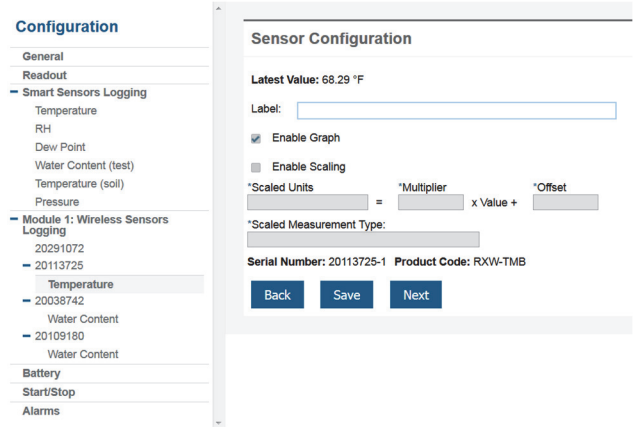 Configuration
General
Readout
Smart Sensors Logging
Temperature
RH
Dew Point
Water Content (test)
Temperature (soil)
Pressure
Module 1: Wireless Sensors
Logging
20291072
20113725
Temperature
20038742
Water Content
20109180
Water Content
Battery
Start/Stop
Alarms
Sensor Configuration
Latest Value: 68.29 °F
Label:
Enable Graph
Enable Scaling
*Scaled Units *Multiplier *Offset
= x Value +
*Scaled Measurement Type:
Serial Number: 20113725-1 Product Code: RXW-TMB
Back Save Next